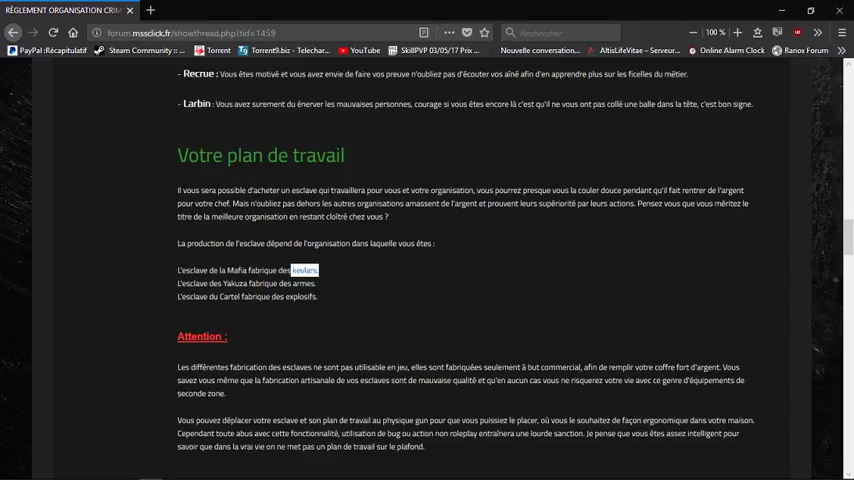 RÈGLEMENT ORGANISATION CRIM
forum.mssclick.fr/showthread.php?tid=1459
100 %
Rechercher
PayPal :Récapitulatif
Steam Community :: ...
Torrent
Torrent9.biz - Telechar...
YouTube
SkillPVP 03/05/17 Prix ...
Nouvelle conversation...
AltisLifeVitae – Serveur...
Online Alarm Clock
Ranox Forum
- Recrue : Vous êtes motivé et vous avez envie de faire vos preuve n'oubliez pas d'écouter vos aîné afin d'en apprendre plus sur les ficelles du métier.
- Larbin : Vous avez surement du énerver les mauvaises personnes, courage si vous êtes encore là c'est qu'il ne vous ont pas collé une balle dans la tête, c'est bon signe.
Votre plan de travail
Il vous sera possible d'acheter un esclave qui travaillera pour vous et votre organisation, vous pourrez presque vous la couler douce pendant qu'il fait rentrer de l'argent
pour votre chef. Mais n'oubliez pas dehors les autres organisations amassent de l'argent et prouvent leurs supériorité par leurs actions. Pensez vous que vous méritez le
titre de la meilleure organisation en restant cloîtré chez vous ?
La production de l'esclave dépend de l'organisation dans laquelle vous êtes :
L'esclave de la Mafia fabrique des kevlars.
L'esclave des Yakuza fabrique des armes.
L'esclave du Cartel fabrique des explosifs.
Attention :
Les différentes fabrication des esclaves ne sont pas utilisable en jeu, elles sont fabriquées seulement à but commercial, afin de remplir votre coffre fort d'argent. Vous
savez vous même que la fabrication artisanale de vos esclaves sont de mauvaise qualité et qu'en aucun cas vous ne risquerez votre vie avec ce genre d'équipements de
seconde zone.
Vous pouvez déplacer votre esclave et son plan de travail au physique gun pour que vous puissiez le placer, où vous le souhaitez de façon ergonomique dans votre maison.
Cependant toute abus avec cette fonctionnalité, utilisation de bug ou action non roleplay entraînera une lourde sanction. Je pense que vous êtes assez intelligent pour
savoir que dans la vrai vie on ne met pas un plan de travail sur le plafond.